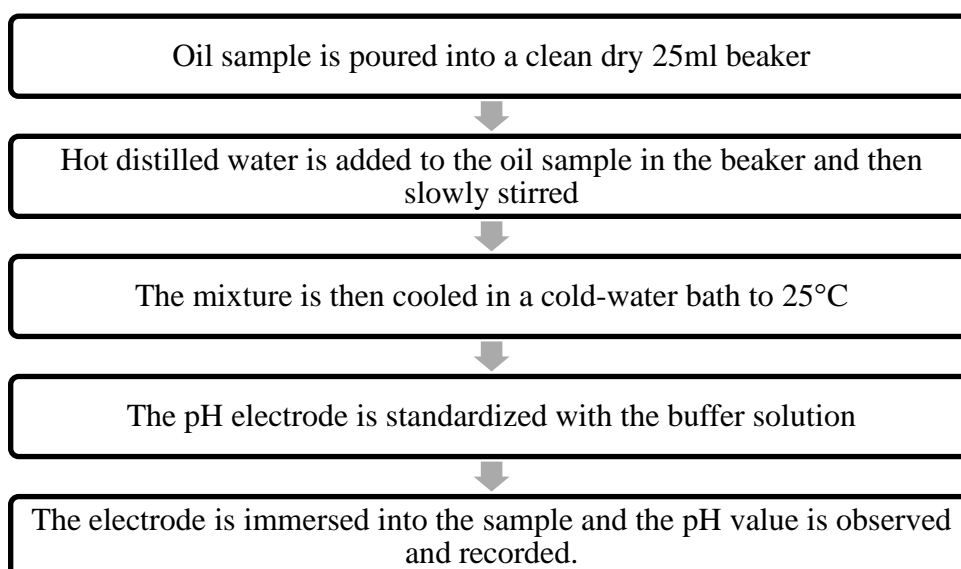 Oil sample is poured into a clean dry 25ml beaker
Hot distilled water is added to the oil sample in the beaker and then
slowly stirred
The mixture is then cooled in a cold-water bath to 25°C
The pH electrode is standardized with the buffer solution
The electrode is immersed into the sample and the pH value is observed
and recorded.